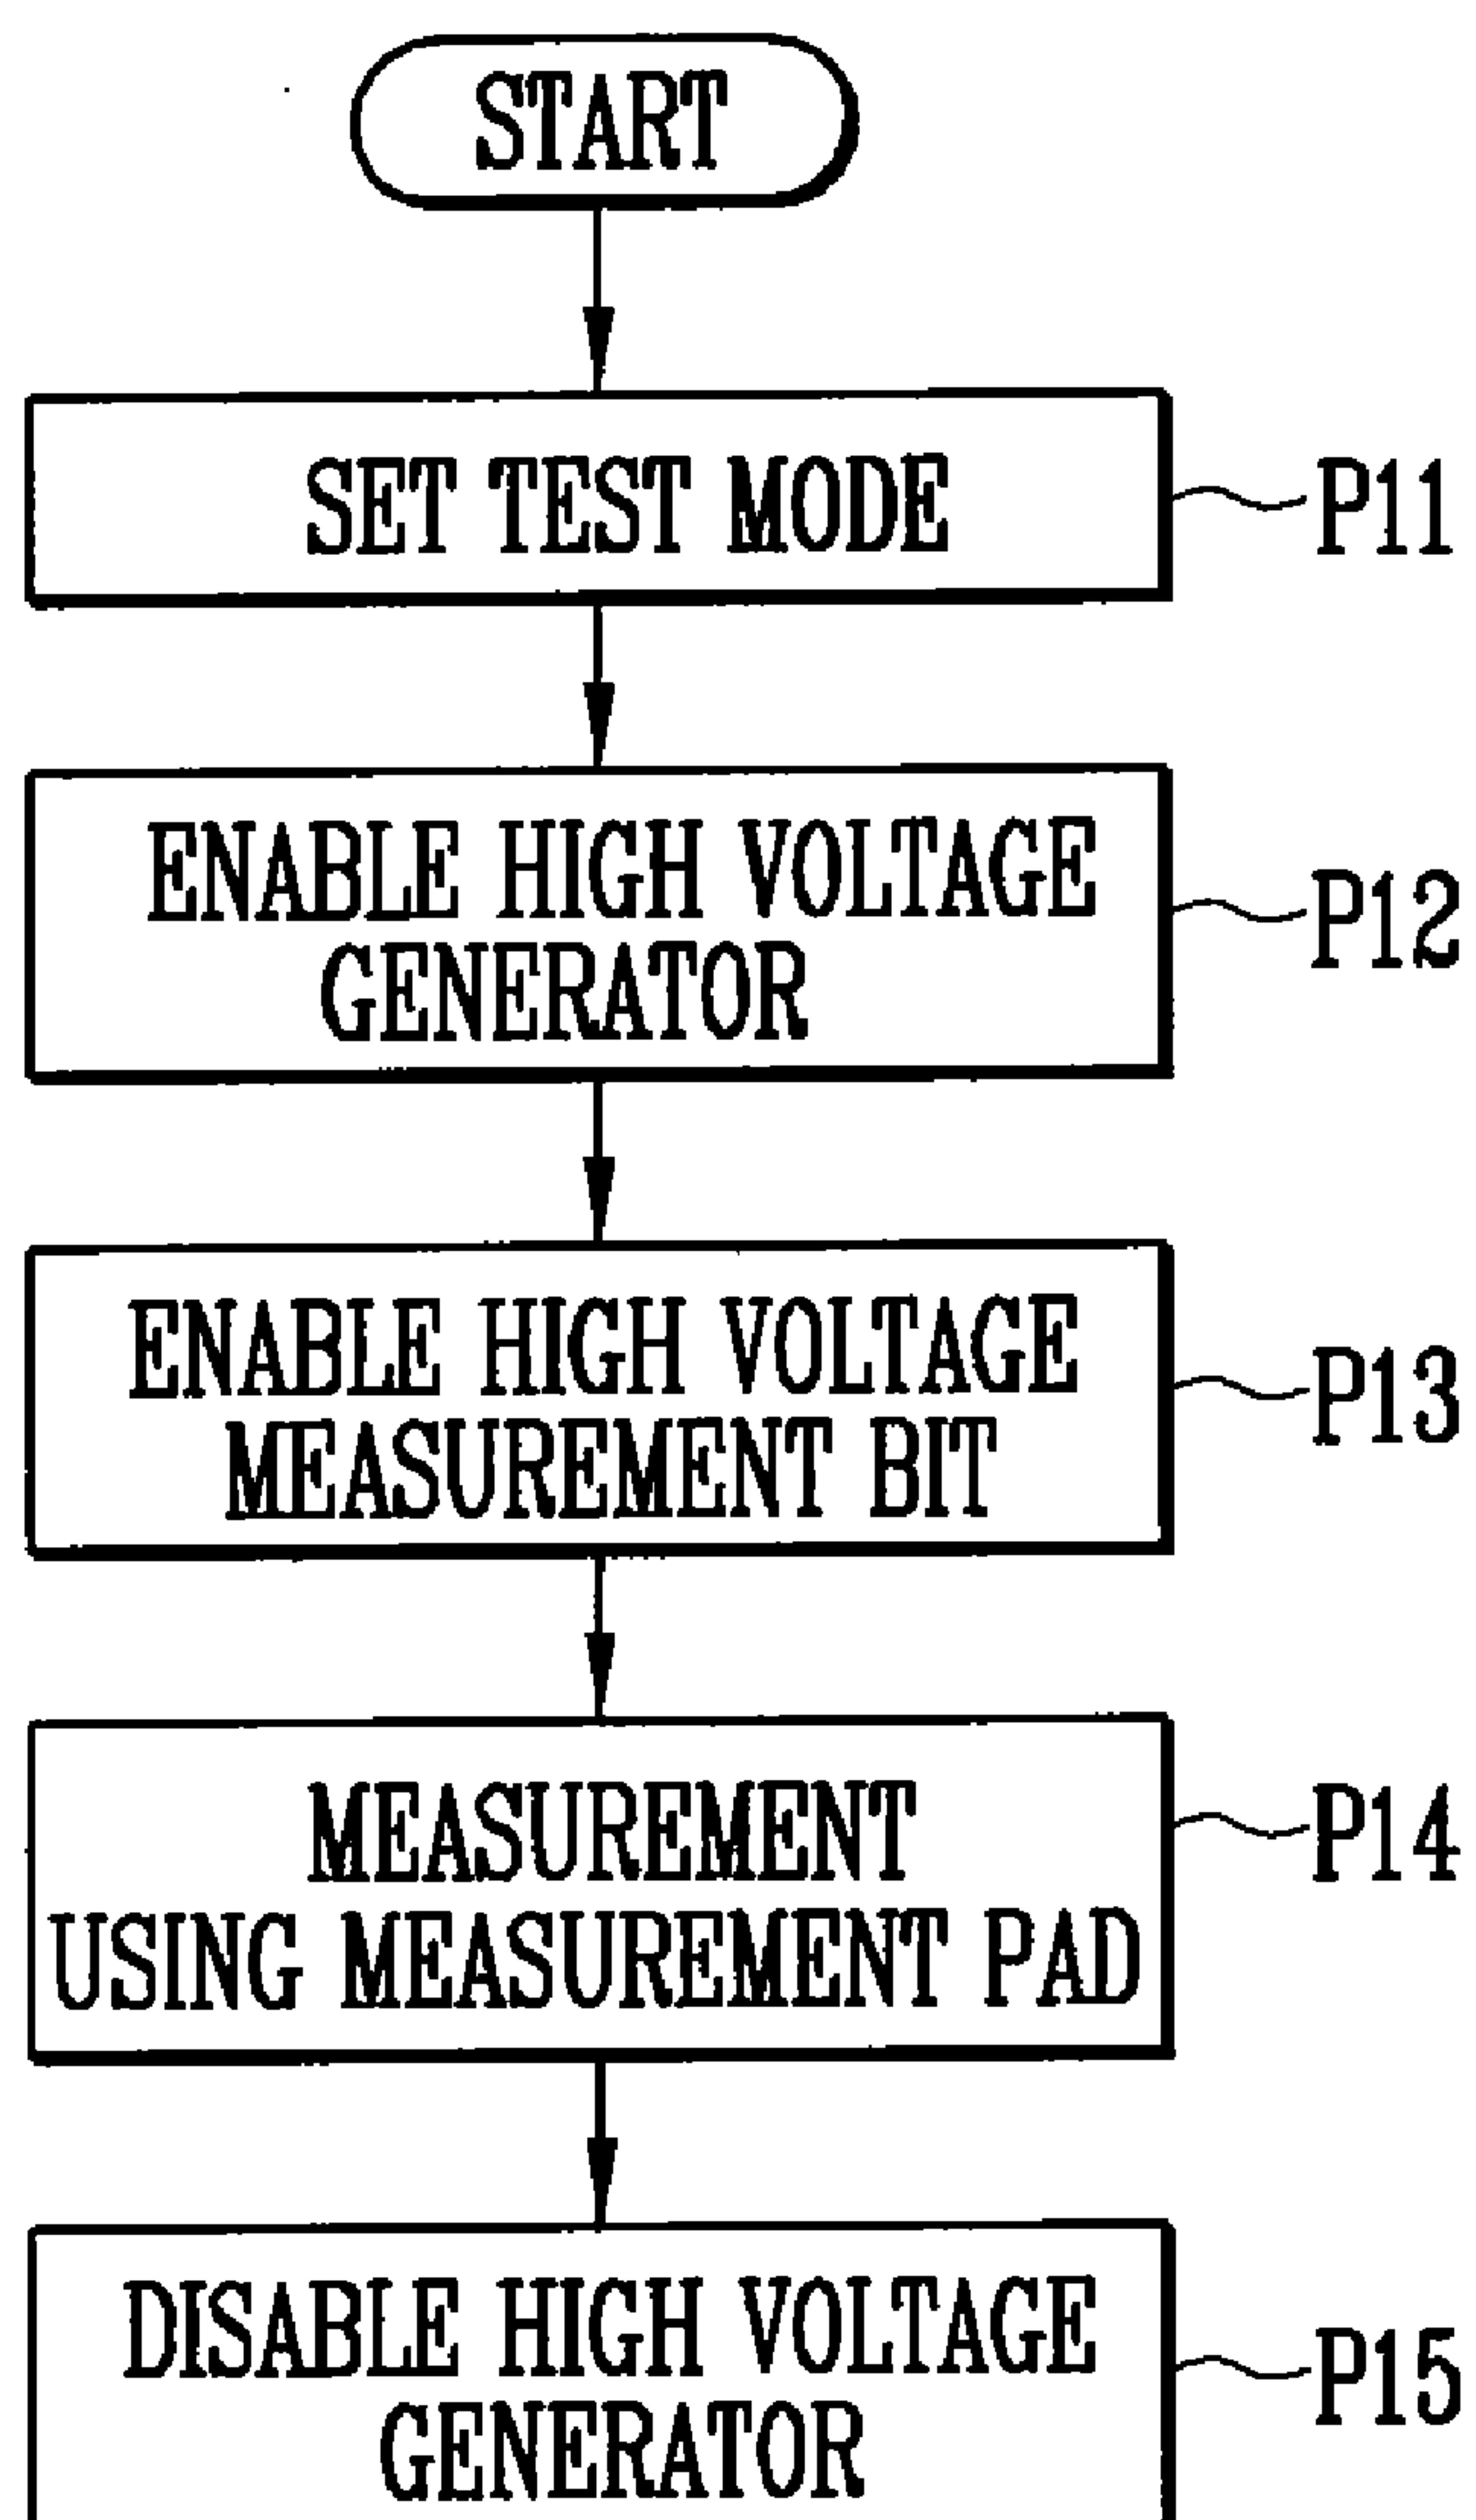 START
SET TEST MODE
P11
ENABLE HIGH VOLTAGE
GENERATOR
P12
ENABLE HIGH VOLTAGE
MEASUREMENT BIT
P13
MEASUREMENT
USING MEASUREMENT PAD
P14
DISABLE HIGH VOLTAGE
GENERATOR
P15